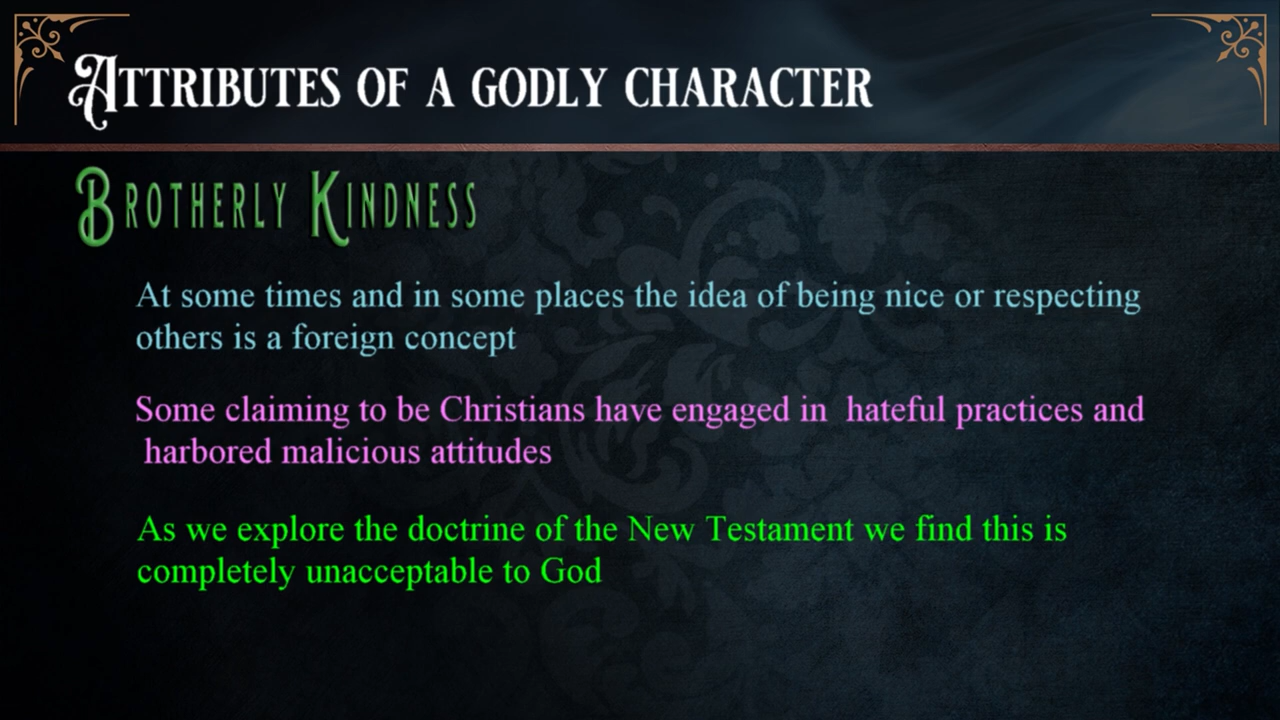 Attributes of a godly character
Brotherly Kindness
At some times and in some places the idea of being nice or respecting
others is a foreign concept
Some claiming to be Christians have engaged in  hateful practices and
harbored malicious attitudes
As we explore the doctrine of the New Testament we find this is
completely unacceptable to God